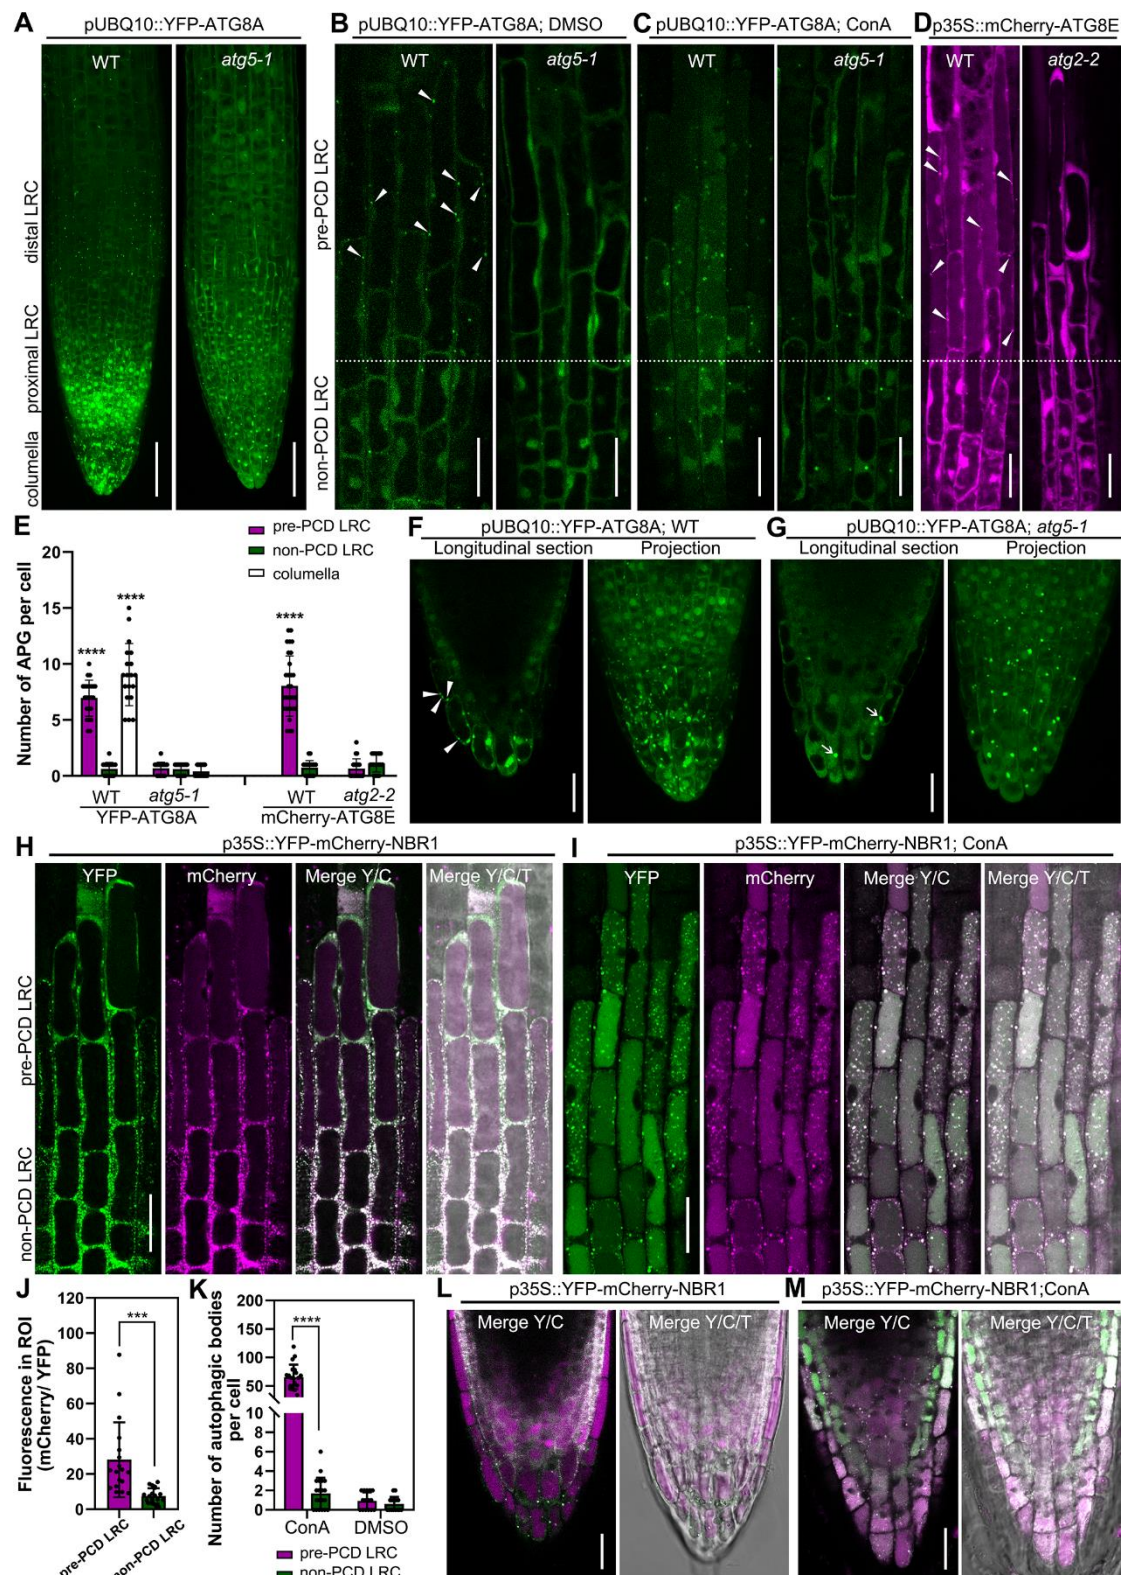 A pUBQ10::YFP-ATG8A
WT atg5-1
distal LRC
proximal LRC
columella
B pUBQ10::YFP-ATG8A; DMSO
WT atg5-1
pre-PCD LRC
non-PCD LRC
C pUBQ10::YFP-ATG8A; ConA
WT atg5-1
D p35S::mCherry-ATG8E
WT atg2-2
E
pre-PCD LRC
non-PCD LRC
columella
Number of APG per cell
20
15
10
5
0
**** **** ****
WT atg5-1 WT atg2-2
YFP-ATG8A mCherry-ATG8E
F pUBQ10::YFP-ATG8A; WT
Longitudinal section Projection
G pUBQ10::YFP-ATG8A; atg5-1
Longitudinal section Projection
H p35S::YFP-mCherry-NBR1
YFP mCherry Merge Y/C Merge Y/C/T
pre-PCD LRC
non-PCD LRC
I p35S::YFP-mCherry-NBR1; ConA
YFP mCherry Merge Y/C Merge Y/C/T
J
Fluorescence in ROI
(mCherry/ YFP)
120
100
80
60
40
20
0
***
pre-PCD LRC
non-PCD LRC
K
Number of autophagic bodies
per cell
200
150
100
50
12
10
8
6
4
2
0
****
ConA DMSO
pre-PCD LRC
non-PCD LRC
L p35S::YFP-mCherry-NBR1
Merge Y/C Merge Y/C/T
M p35S::YFP-mCherry-NBR1;ConA
Merge Y/C Merge Y/C/T